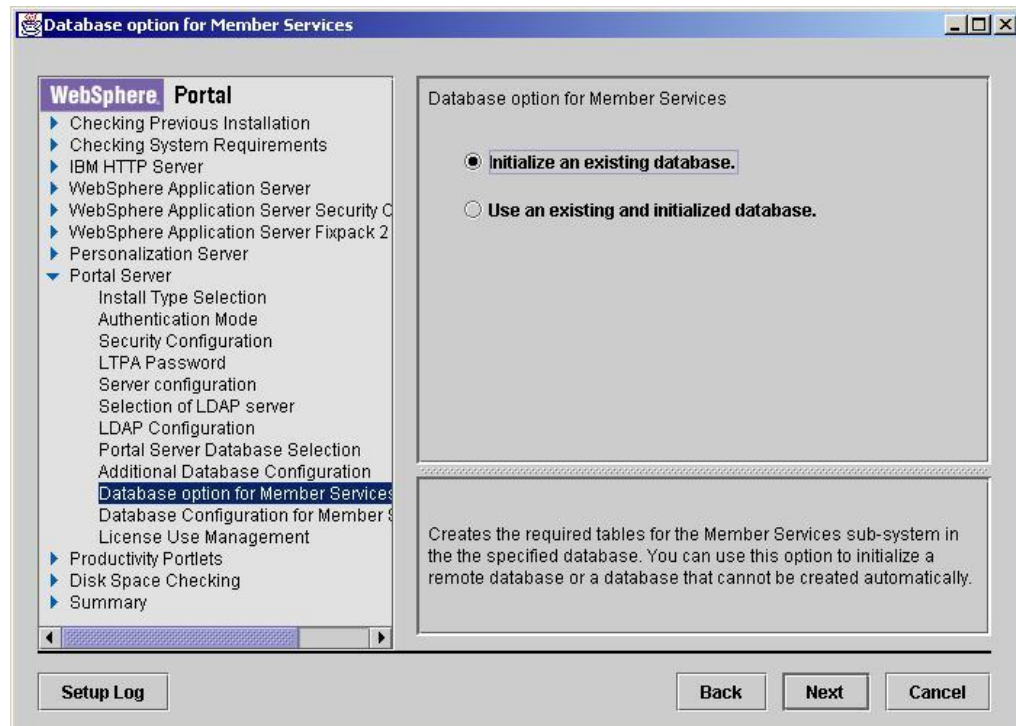 Database option for Member Services
WebSphere. Portal
Checking Previous Installation
Checking System Requirements
IBM HTTP Server
WebSphere Application Server
WebSphere Application Server Security C
WebSphere Application Server Fixpack 2
Personalization Server
Portal Server
Install Type Selection
Authentication Mode
Security Configuration
LTPA Password
Server configuration
Selection of LDAP server
LDAP Configuration
Portal Server Database Selection
Additional Database Configuration
Database option for Member Services
Database Configuration for Member S
License Use Management
Productivity Portlets
Disk Space Checking
Summary
Database option for Member Services
Initialize an existing database.
Use an existing and initialized database.
Creates the required tables for the Member Services sub-system in
the the specified database. You can use this option to initialize a
remote database or a database that cannot be created automatically.
Setup Log
Back
Next
Cancel